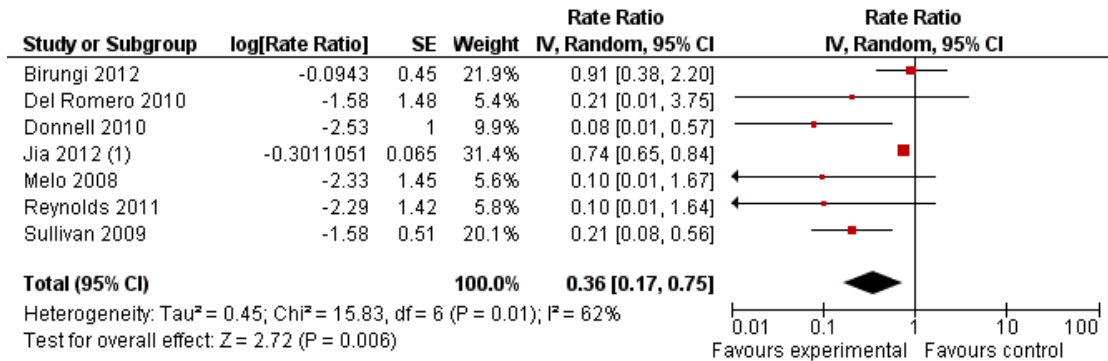 Rate Ratio Rate Ratio
Study or Subgroup log[Rate Ratio] SE Weight IV, Random, 95% CI IV, Random, 95% CI
Birungi 2012 -0.0943 0.45 21.9% 0.91 [0.38, 2.20]
Del Romero 2010 -1.58 1.48 5.4% 0.21 [0.01, 3.75]
Donnell 2010 -2.53 1 9.9% 0.08 [0.01, 0.57]
Jia 2012 (1) -0.3011051 0.065 31.4% 0.74 [0.65, 0.84]
Melo 2008 -2.33 1.45 5.6% 0.10 [0.01, 1.67]
Reynolds 2011 -2.29 1.42 5.8% 0.10 [0.01, 1.64]
Sullivan 2009 -1.58 0.51 20.1% 0.21 [0.08, 0.56]
Total (95% CI) 100.0% 0.36 [0.17, 0.75]
Heterogeneity: Tau² = 0.45; Chi² = 15.83, df = 6 (P = 0.01); I² = 62%
Test for overall effect: Z = 2.72 (P = 0.006)
0.01 0.1 1 10 100
Favours experimental Favours control